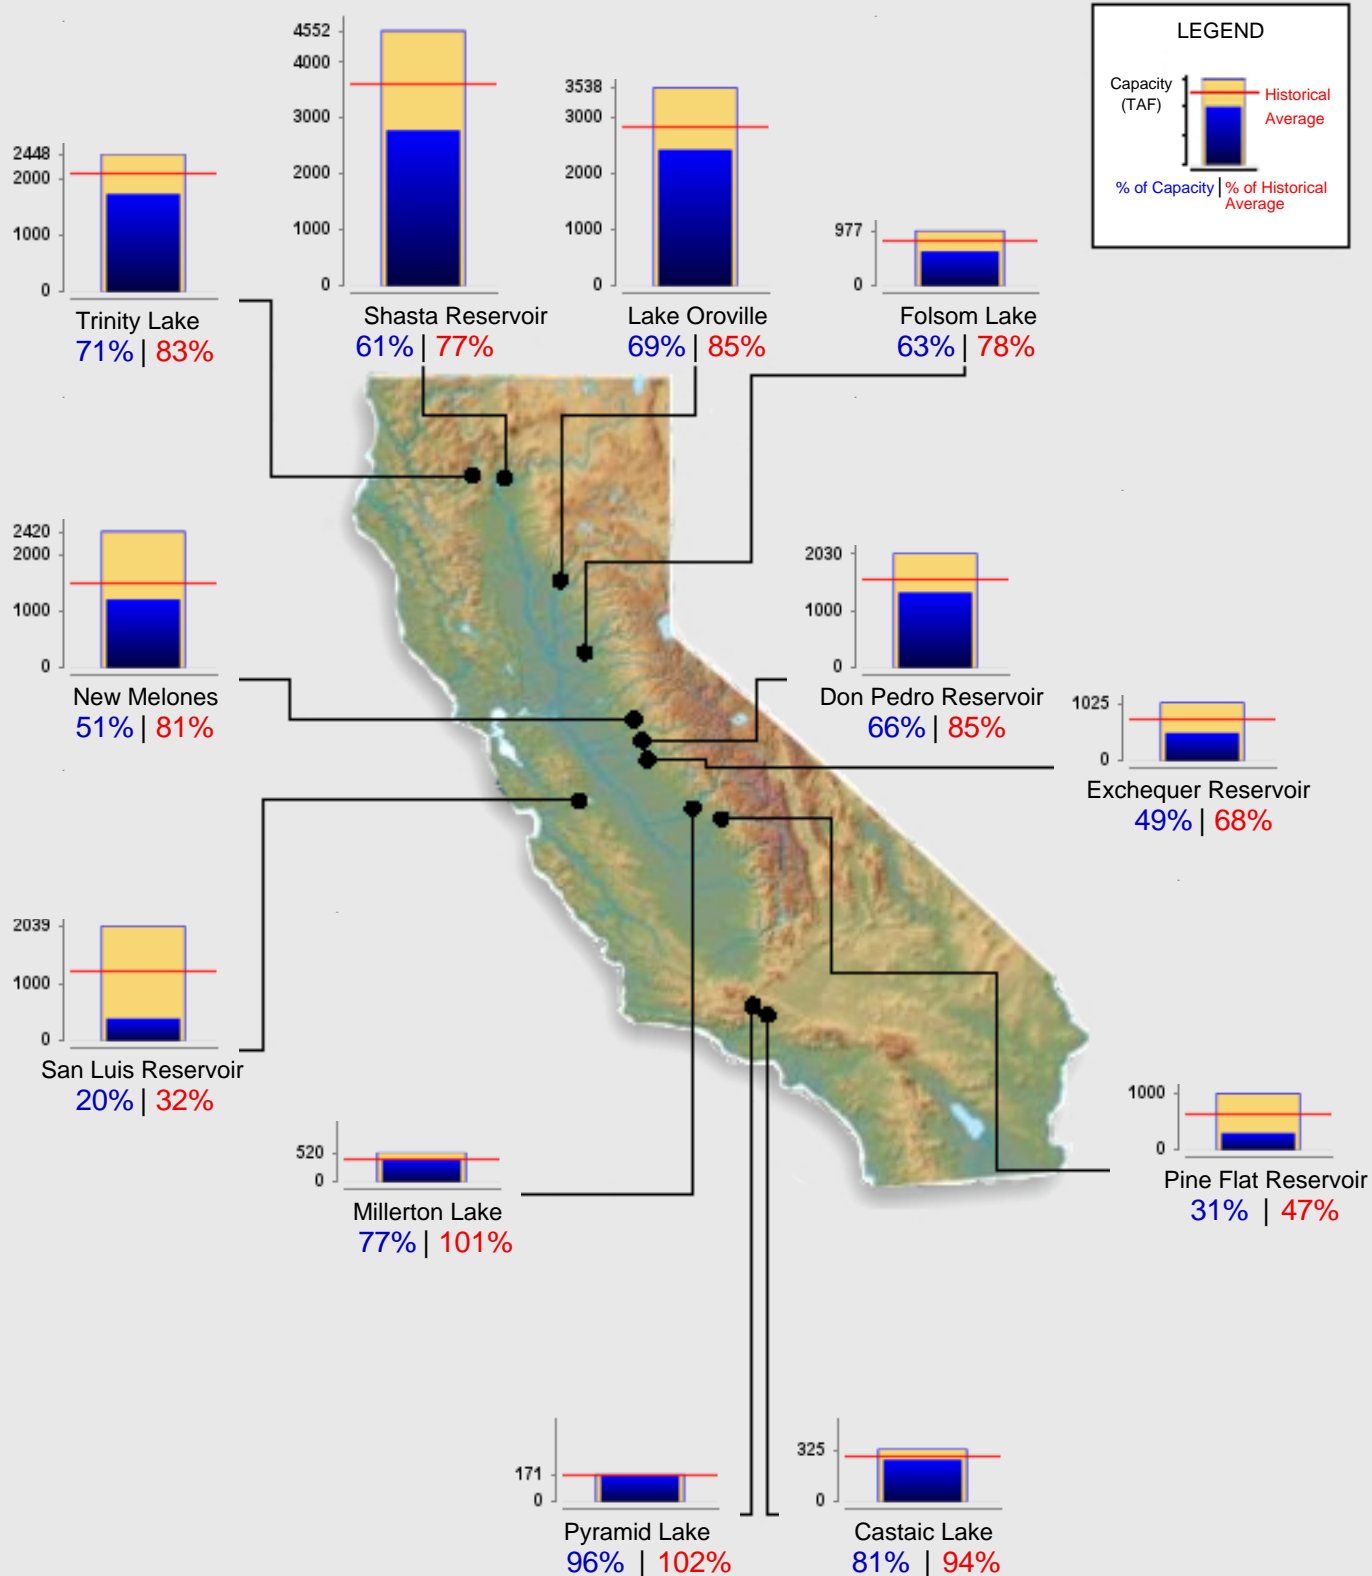 LEGEND
Capacity
(TAF)
Historical
Average
% of Capacity | % of Historical
Average
4552
4000
3000
2000
1000
0
Shasta Reservoir
61% | 77%
3538
3000
2000
1000
0
Lake Oroville
69% | 85%
2448
2000
1000
0
Trinity Lake
71% | 83%
977
0
Folsom Lake
63% | 78%
2420
2000
1000
0
New Melones
51% | 81%
2030
1000
0
Don Pedro Reservoir
66% | 85%
1025
0
Exchequer Reservoir
49% | 68%
2039
1000
0
San Luis Reservoir
20% | 32%
520
0
Millerton Lake
77% | 101%
1000
0
Pine Flat Reservoir
31% | 47%
171
0
Pyramid Lake
96% | 102%
325
0
Castaic Lake
81% | 94%